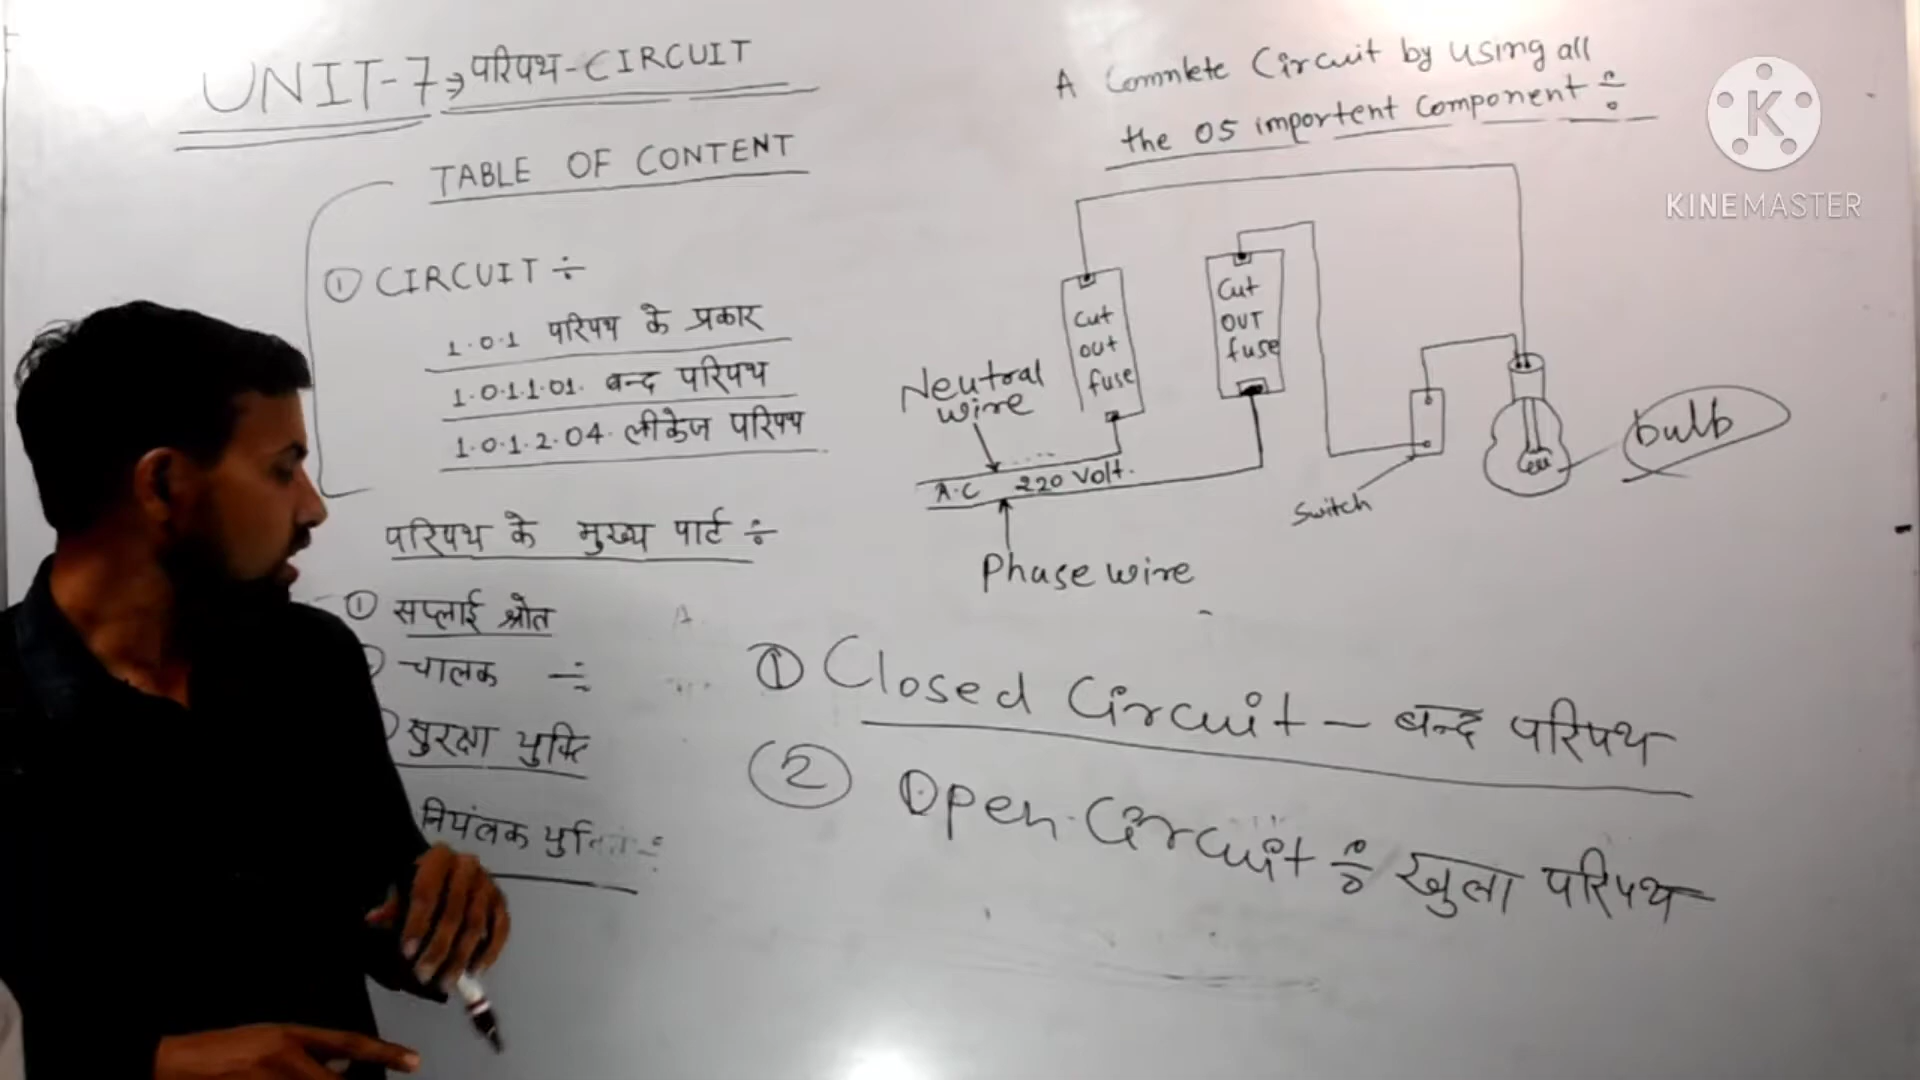 UNIT-7 → परिपथ-CIRCUIT
TABLE OF CONTENT
① CIRCUIT ÷
1.0.1 परिपथ के प्रकार
1.0.1.1.01. बन्द परिपथ
1.0.1.2.04. लीकेज परिपथ
परिपथ के मुख्य पार्ट ÷
① सप्लाई श्रोत
चालक ÷
सुरक्षा युक्ति
नियंत्रक
A Comnlete Circuit by using all
the 05 importent component ÷
Cut
out
fuse
Cut
OUT
fuse
Neutral
wire
A.C 220 Volt.
Phase wire
Switch
bulb
① Closed Circuit - बन्द परिपथ
② Open Circuit ÷ खुला परिपथ
K
KINEMASTER